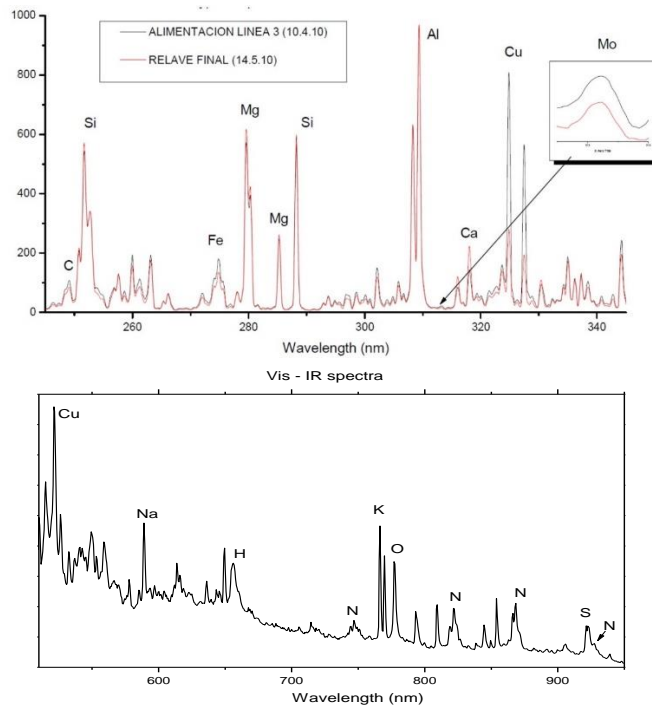 1000
800
600
400
200
0
ALIMENTACION LINEA 3 (10.4.10)
RELAVE FINAL (14.5.10)
Al
Cu
Mo
Si
Mg
Si
Mg
Fe
C
Ca
260 280 300 320 340
Wavelength (nm)
Vis - IR spectra
Cu
Na
H
K
O
N
N
N
S
N
600 700 800 900
Wavelength (nm)